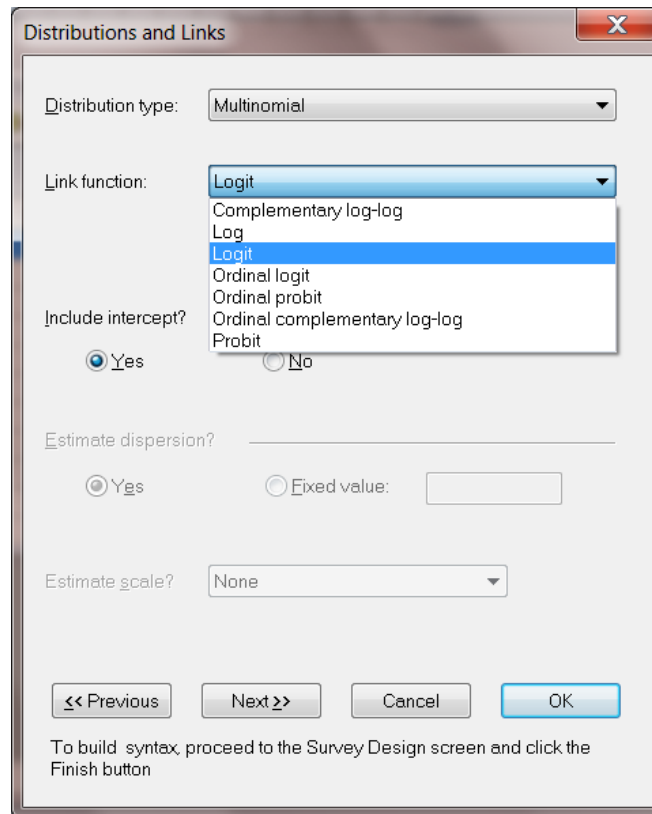 Distributions and Links
X
Distribution type: Multinomial
Link function: Logit
Complementary log-log
Log
Logit
Ordinal logit
Ordinal probit
Ordinal complementary log-log
Probit
Include intercept?
Yes No
Estimate dispersion?
Yes Fixed value:
Estimate scale? None
<< Previous Next >> Cancel OK
To build syntax, proceed to the Survey Design screen and click the
Finish button